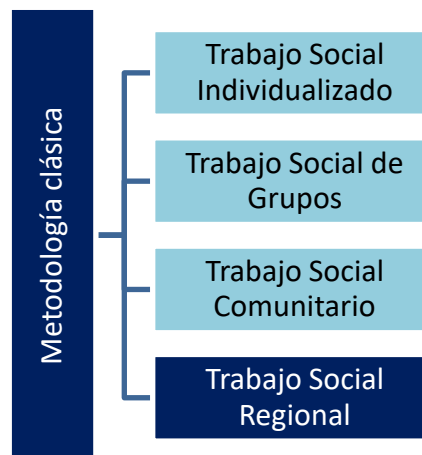 Metodología clásica
Trabajo Social
Individualizado
Trabajo Social de
Grupos
Trabajo Social
Comunitario
Trabajo Social
Regional